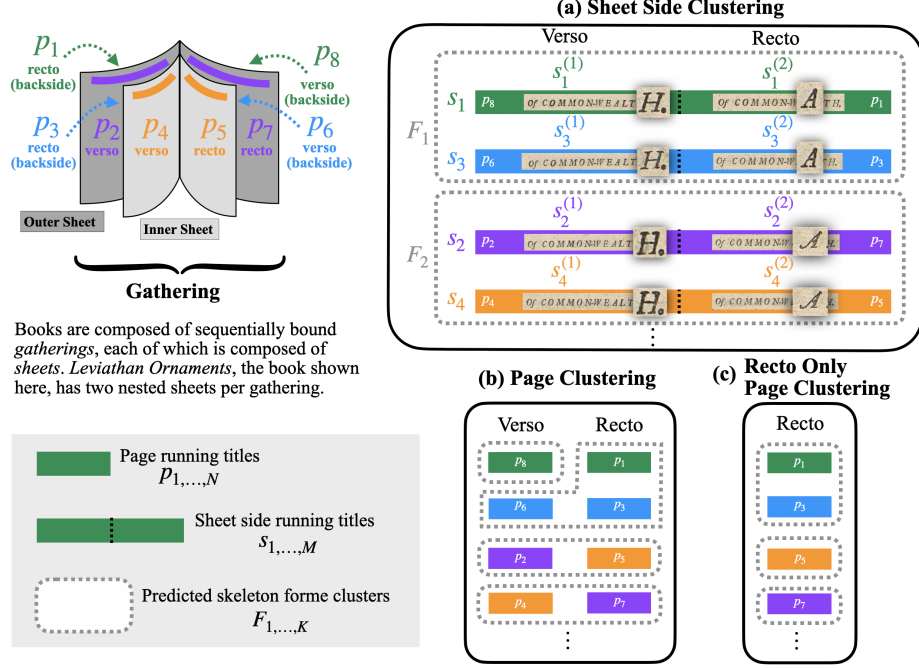 (a) Sheet Side Clustering
Verso Recto
s₁⁽¹⁾ s₁⁽²⁾
s₁ p₈ Of COMMON-WEALT H. Of COMMON-WEA A TH. p₁
F₁
s₃⁽¹⁾ s₃⁽²⁾
s₃ p₆ Of COMMON-WEALT H. Of COMMON-WEA A TH. p₃
s₂⁽¹⁾ s₂⁽²⁾
s₂ p₂ Of COMMON-WEALT H. Of COMMON-WE A H. p₇
F₂
s₄⁽¹⁾ s₄⁽²⁾
s₄ p₄ Of COMMON-WEALT H. Of COMMON-WE A H. p₅
⋮
p₁
recto
(backside)
p₈
verso
(backside)
p₃
recto
(backside)
p₂
verso
p₄
verso
p₅
recto
p₇
recto
p₆
verso
(backside)
Outer Sheet
Inner Sheet
Gathering
Books are composed of sequentially bound
gatherings, each of which is composed of
sheets. Leviathan Ornaments, the book shown
here, has two nested sheets per gathering.
Page running titles
p₁,…,N
Sheet side running titles
s₁,…,M
Predicted skeleton forme clusters
F₁,…,K
(b) Page Clustering
Verso Recto
p₈ p₁
p₆ p₃
p₂ p₅
p₄ p₇
⋮
(c) Recto Only
Page Clustering
Recto
p₁
p₃
p₅
p₇
⋮